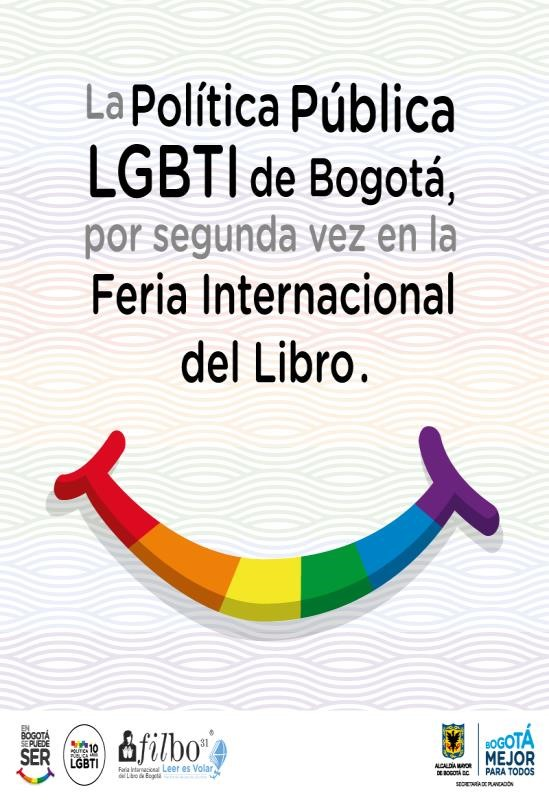 La Política Pública
LGBTI de Bogotá,
por segunda vez en la
Feria Internacional
del Libro.
EN
BOGOTÁ
SE PUEDE
SER
POLÍTICA
PÚBLICA
LGBTI
10
AÑOS
filbo 31
®
Feria Internacional
del Libro de Bogotá
Leer es Volar
ALCALDÍA MAYOR
DE BOGOTÁ D.C.
SECRETARÍA DE PLANEACIÓN
BOGOTÁ
MEJOR
PARA TODOS